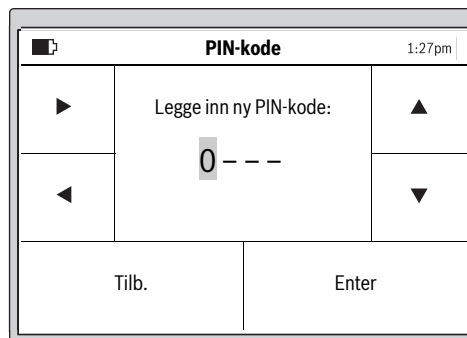 PIN-kode 1:27pm
Legge inn ny PIN-kode:
0 – – –
Tilb. Enter